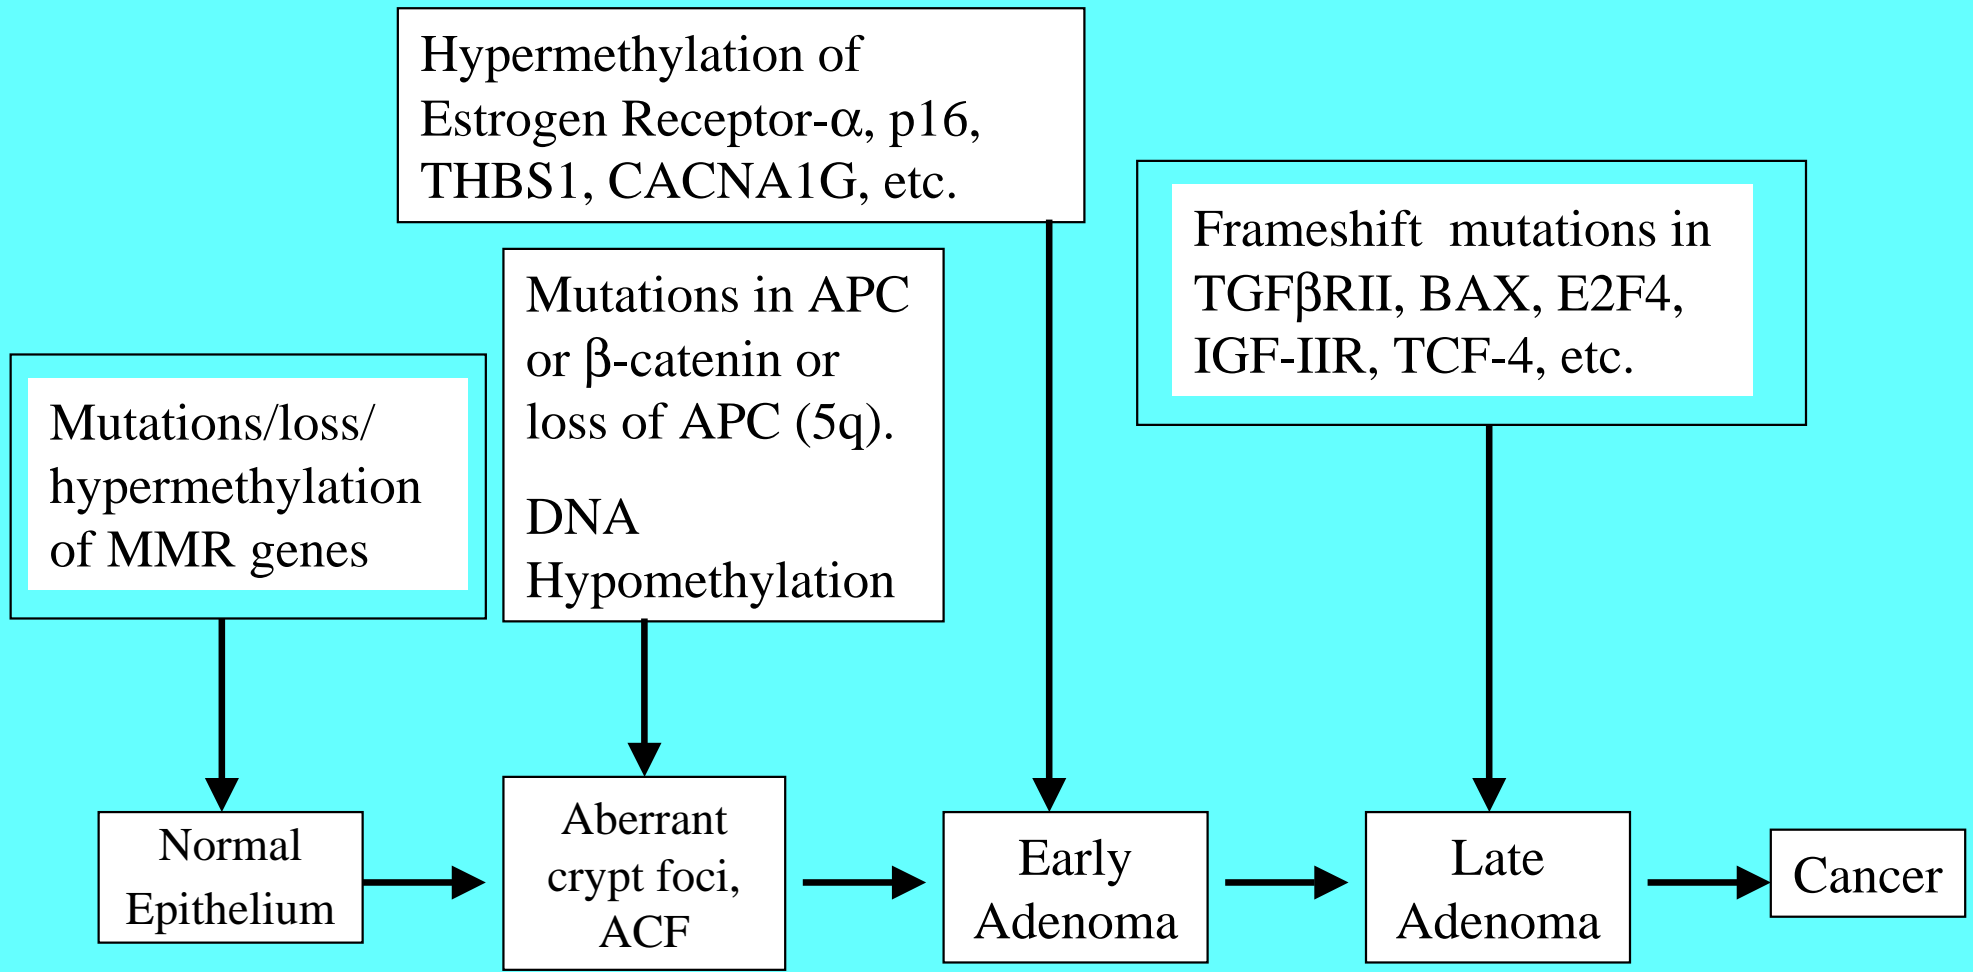 Hypermethylation of
Estrogen Receptor-α, p16,
THBS1, CACNA1G, etc.
Frameshift mutations in
TGFβRII, BAX, E2F4,
IGF-IIR, TCF-4, etc.
Mutations in APC
or β-catenin or
loss of APC (5q).
DNA
Hypomethylation
Mutations/loss/
hypermethylation
of MMR genes
Normal
Epithelium
Aberrant
crypt foci,
ACF
Early
Adenoma
Late
Adenoma
Cancer